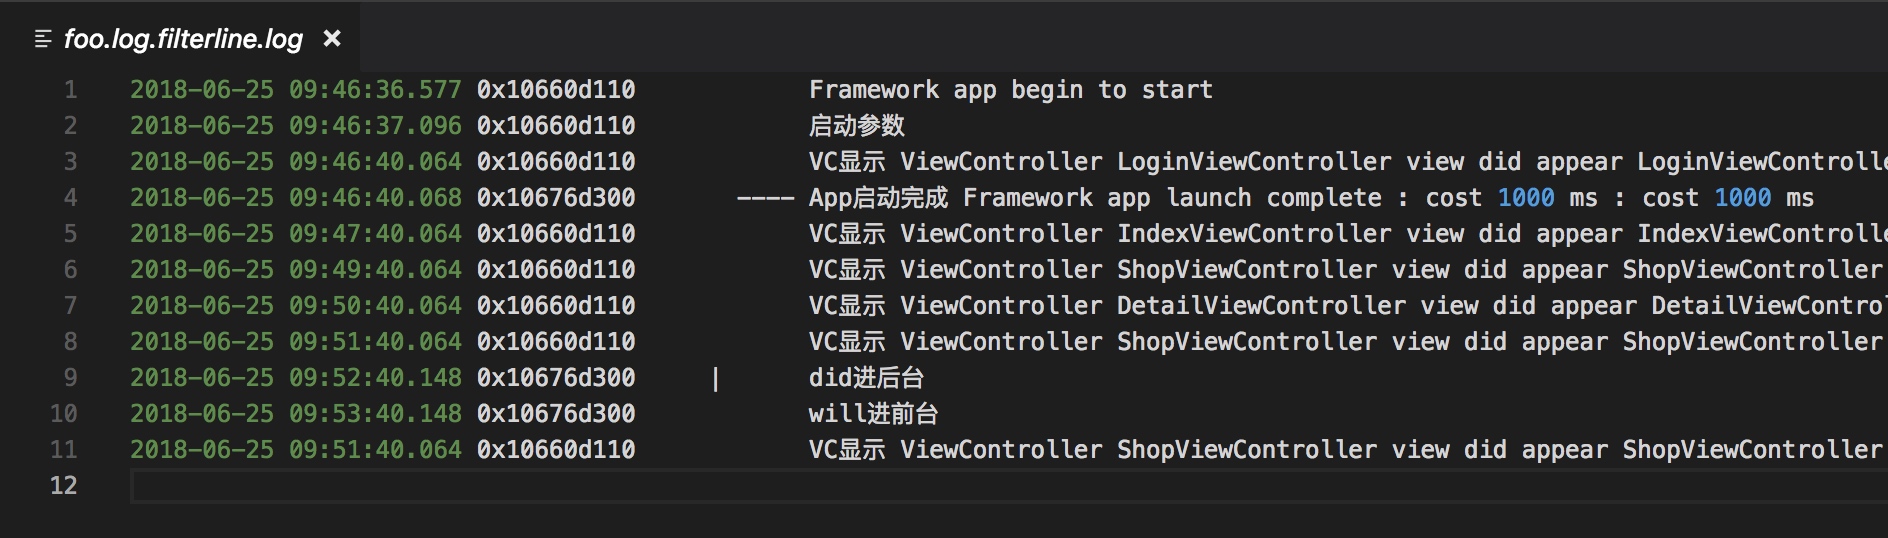 foo.log.filterline.log
1 2018-06-25 09:46:36.577 0x10660d110 Framework app begin to start
2 2018-06-25 09:46:37.096 0x10660d110 启动参数
3 2018-06-25 09:46:40.064 0x10660d110 VC显示 ViewController LoginViewController view did appear LoginViewControlle
4 2018-06-25 09:46:40.068 0x10676d300 ---- App启动完成 Framework app launch complete : cost 1000 ms : cost 1000 ms
5 2018-06-25 09:47:40.064 0x10660d110 VC显示 ViewController IndexViewController view did appear IndexViewControlle
6 2018-06-25 09:49:40.064 0x10660d110 VC显示 ViewController ShopViewController view did appear ShopViewController
7 2018-06-25 09:50:40.064 0x10660d110 VC显示 ViewController DetailViewController view did appear DetailViewControl
8 2018-06-25 09:51:40.064 0x10660d110 VC显示 ViewController ShopViewController view did appear ShopViewController
9 2018-06-25 09:52:40.148 0x10676d300 | did进后台
10 2018-06-25 09:53:40.148 0x10676d300 will进前台
11 2018-06-25 09:51:40.064 0x10660d110 VC显示 ViewController ShopViewController view did appear ShopViewController
12